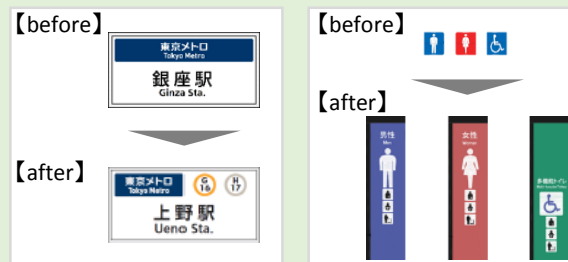 【before】
東京メトロ
Tokyo Metro
銀座駅
Ginza Sta.
【after】
東京メトロ
Tokyo Metro
G
16
H
17
上野駅
Ueno Sta.
【before】
【after】
男性
Men
女性
Women
多機能トイレ